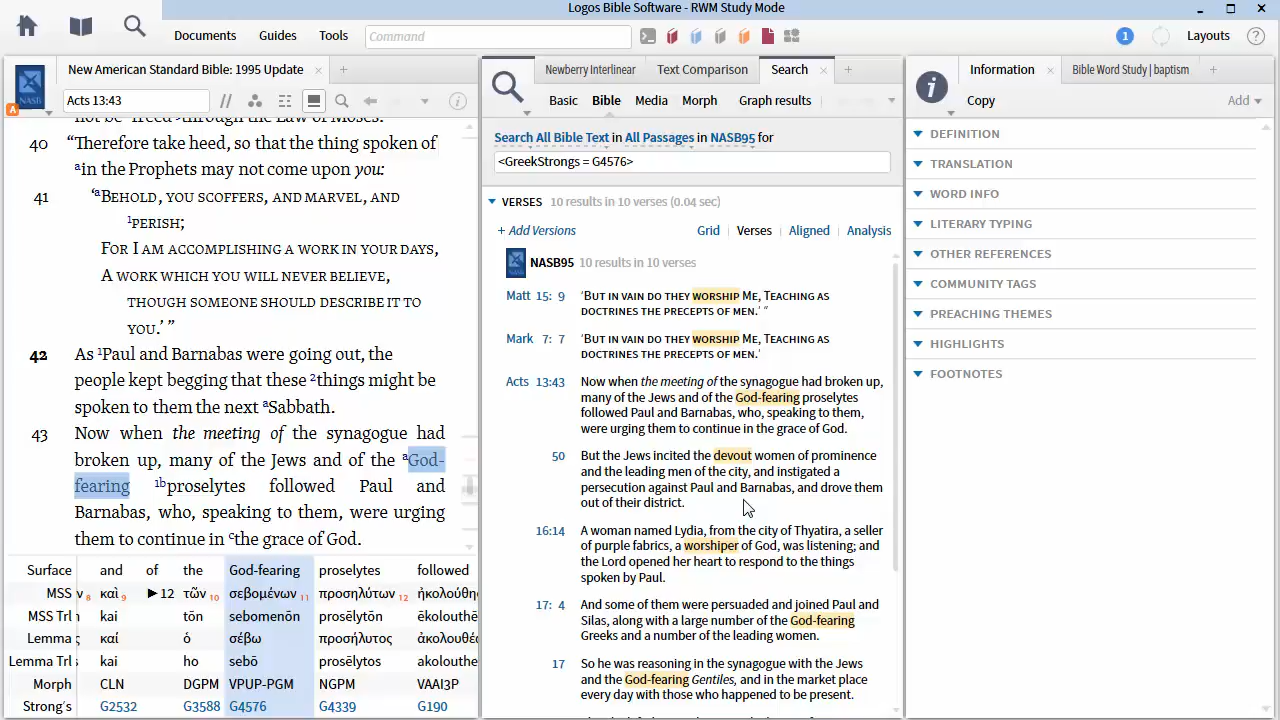 Logos Bible Software - RWM Study Mode
Documents Guides Tools Command 1 Layouts ?
NASB
A
New American Standard Bible: 1995 Update
Acts 13:43
not be ¹freed ᵇthrough the Law of Moses.
40 “Therefore take heed, so that the thing spoken of
ᵃin the Prophets may not come upon you:
41 ‘ᵃBEHOLD, YOU SCOFFERS, AND MARVEL, AND
¹PERISH;
FOR I AM ACCOMPLISHING A WORK IN YOUR DAYS,
A WORK WHICH YOU WILL NEVER BELIEVE,
THOUGH SOMEONE SHOULD DESCRIBE IT TO
YOU.’ ”
42 As ¹Paul and Barnabas were going out, the
people kept begging that these ²things might be
spoken to them the next ᵃSabbath.
43 Now when the meeting of the synagogue had
broken up, many of the Jews and of the ᵃGod-
fearing ¹ᵇproselytes followed Paul and
Barnabas, who, speaking to them, were urging
them to continue in ᶜthe grace of God.
Surface and of the God-fearing proselytes followed
MSS ν 8 καὶ 9 ▶ 12 τῶν 10 σεβομένων 11 προσηλύτων 12 ἠκολούθη
MSS Trl kai tōn sebomenōn prosēlytōn ēkolouthē
Lemma καί ὁ σέβω προσήλυτος ἀκολουθέ
Lemma Trl kai ho sebō prosēlytos akolouthe
Morph CLN DGPM VPUP-PGM NGPM VAAI3P
Strong's G2532 G3588 G4576 G4339 G190
Newberry Interlinear Text Comparison Search
Basic Bible Media Morph Graph results
Search All Bible Text in All Passages in NASB95 for
<GreekStrongs = G4576>
VERSES 10 results in 10 verses (0.04 sec)
+ Add Versions Grid Verses Aligned Analysis
NASB95 10 results in 10 verses
Matt 15: 9 ‘BUT IN VAIN DO THEY WORSHIP ME, TEACHING AS
DOCTRINES THE PRECEPTS OF MEN.’ ”
Mark 7: 7 ‘BUT IN VAIN DO THEY WORSHIP ME, TEACHING AS
DOCTRINES THE PRECEPTS OF MEN.’
Acts 13:43 Now when the meeting of the synagogue had broken up,
many of the Jews and of the God-fearing proselytes
followed Paul and Barnabas, who, speaking to them,
were urging them to continue in the grace of God.
50 But the Jews incited the devout women of prominence
and the leading men of the city, and instigated a
persecution against Paul and Barnabas, and drove them
out of their district.
16:14 A woman named Lydia, from the city of Thyatira, a seller
of purple fabrics, a worshiper of God, was listening; and
the Lord opened her heart to respond to the things
spoken by Paul.
17: 4 And some of them were persuaded and joined Paul and
Silas, along with a large number of the God-fearing
Greeks and a number of the leading women.
17 So he was reasoning in the synagogue with the Jews
and the God-fearing Gentiles, and in the market place
every day with those who happened to be present.
Information Bible Word Study | baptism
Copy Add
DEFINITION
TRANSLATION
WORD INFO
LITERARY TYPING
OTHER REFERENCES
COMMUNITY TAGS
PREACHING THEMES
HIGHLIGHTS
FOOTNOTES